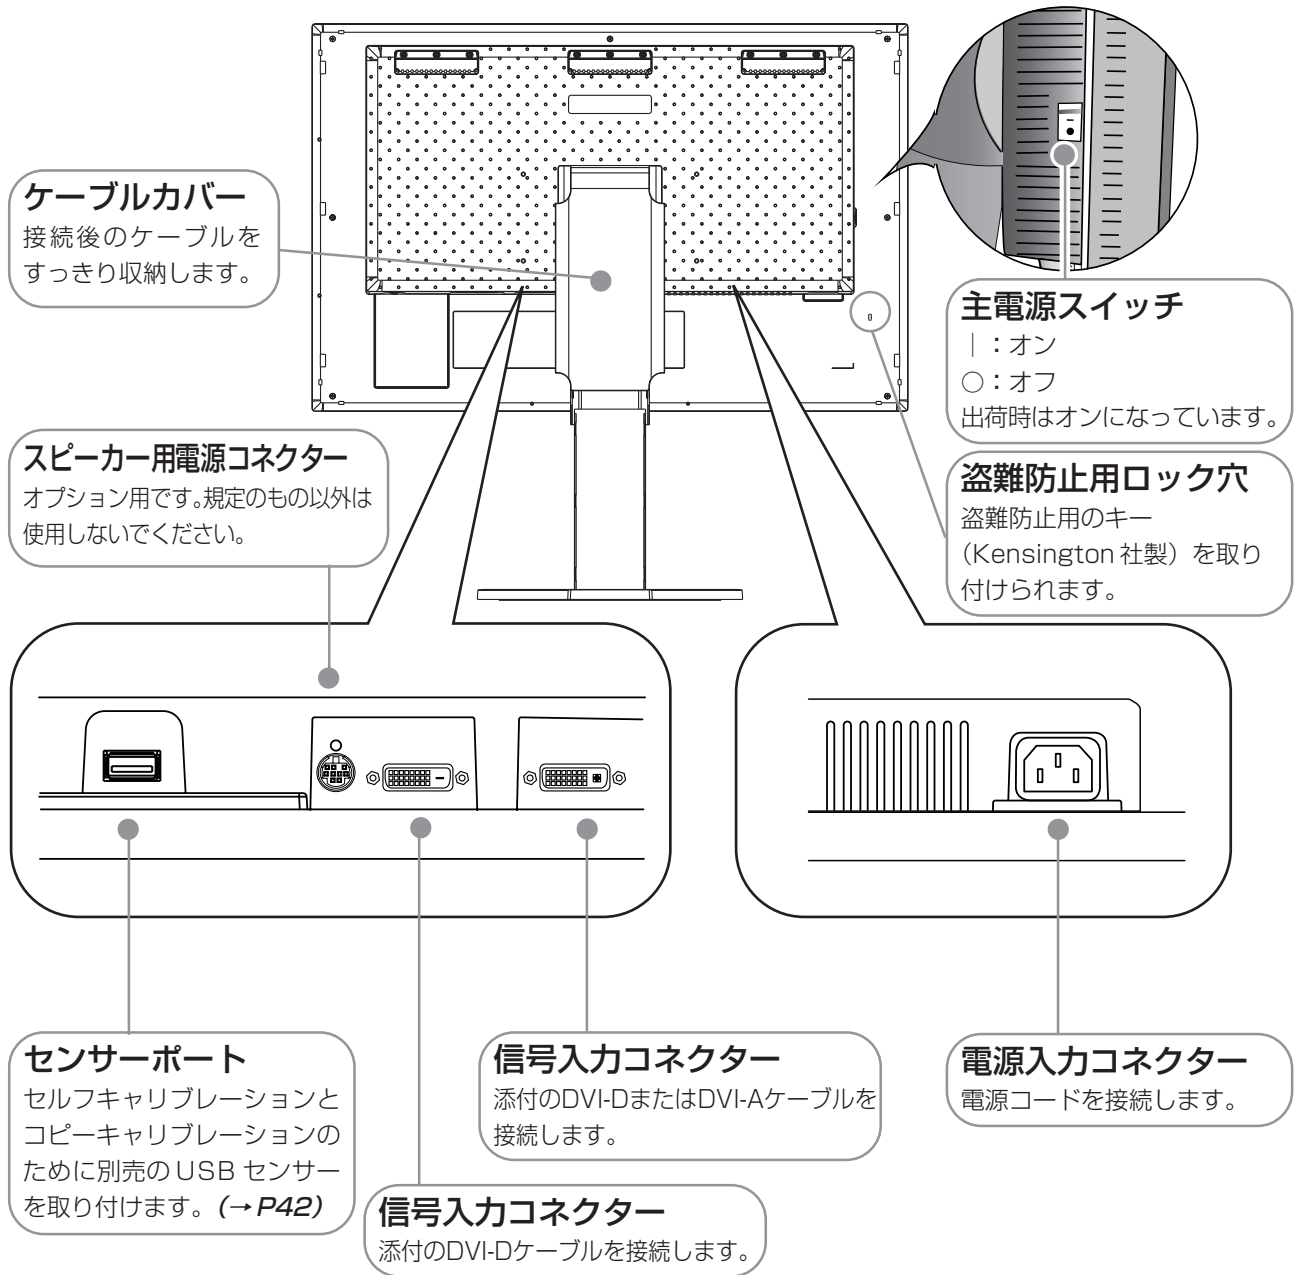 ケーブルカバー
接続後のケーブルを
すっきり収納します。
主電源スイッチ
｜：オン
○：オフ
出荷時はオンになっています。
スピーカー用電源コネクター
オプション用です。規定のもの以外は
使用しないでください。
盗難防止用ロック穴
盗難防止用のキー
（Kensington 社製）を取り
付けられます。
センサーポート
セルフキャリブレーションと
コピーキャリブレーションの
ために別売の USB センサー
を取り付けます。(→ P42)
信号入力コネクター
添付のDVI-DまたはDVI-Aケーブルを
接続します。
信号入力コネクター
添付のDVI-Dケーブルを接続します。
電源入力コネクター
電源コードを接続します。